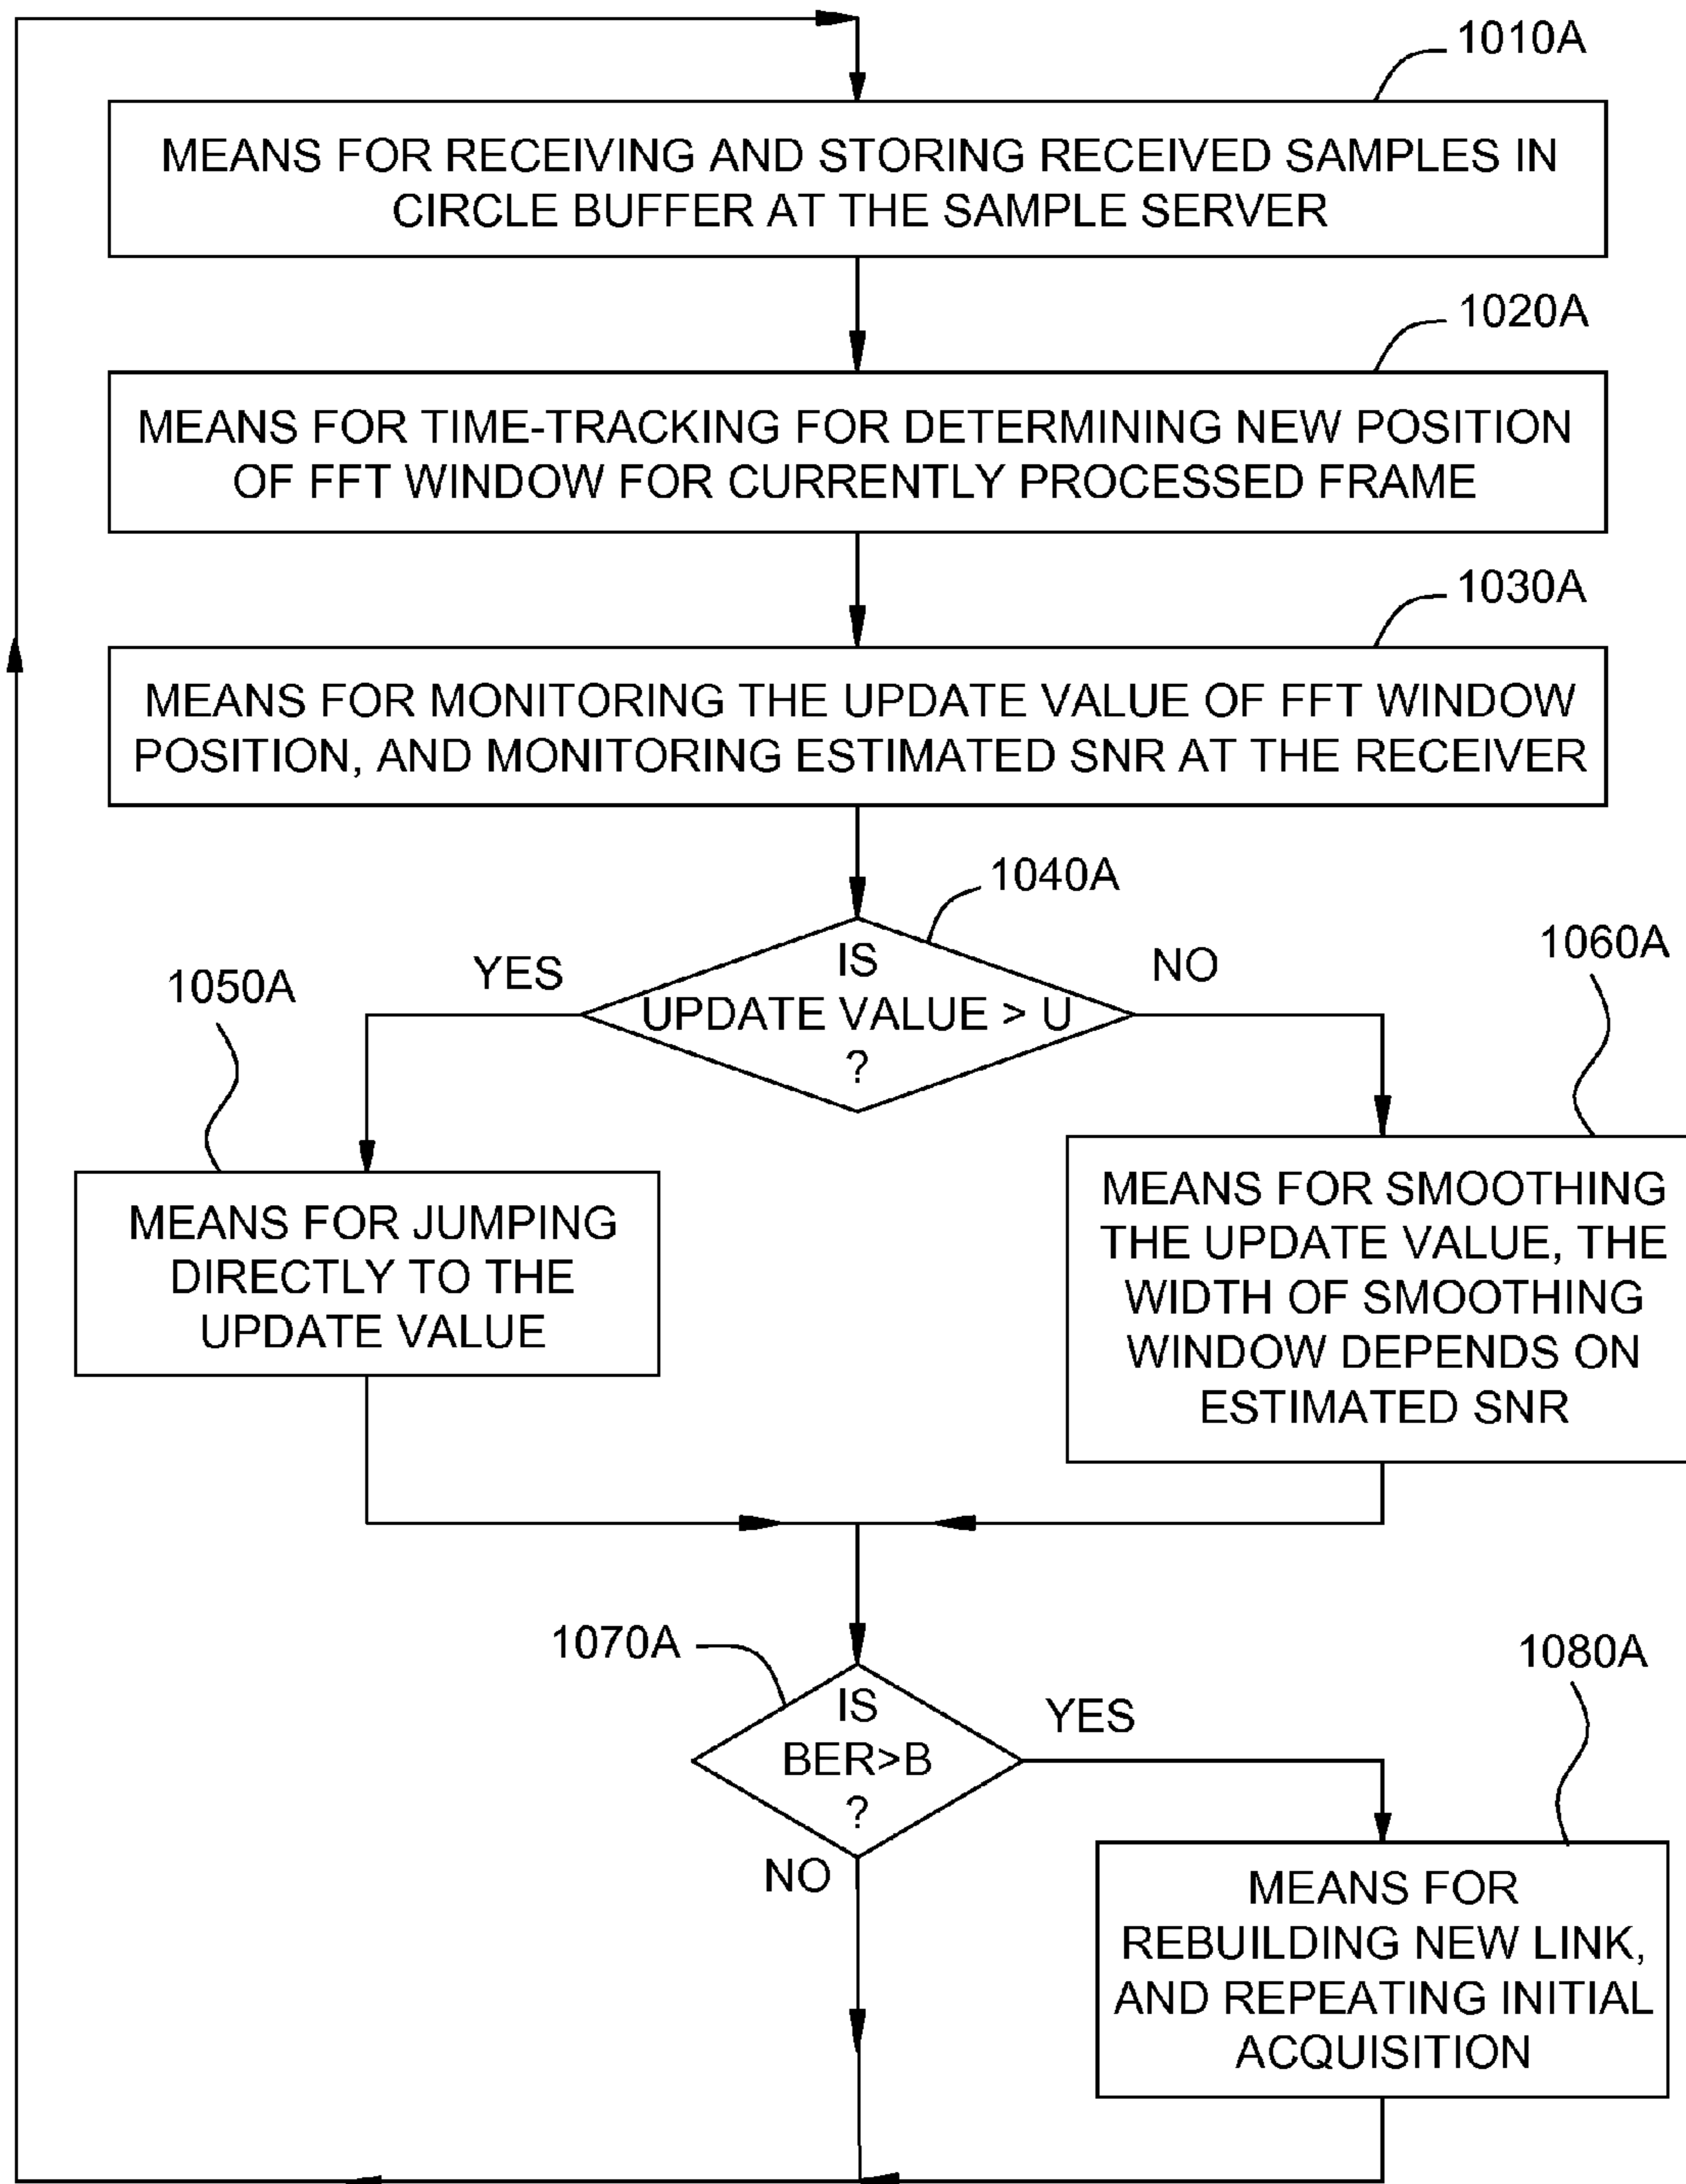 1010A
MEANS FOR RECEIVING AND STORING RECEIVED SAMPLES IN
CIRCLE BUFFER AT THE SAMPLE SERVER
1020A
MEANS FOR TIME-TRACKING FOR DETERMINING NEW POSITION
OF FFT WINDOW FOR CURRENTLY PROCESSED FRAME
1030A
MEANS FOR MONITORING THE UPDATE VALUE OF FFT WINDOW
POSITION, AND MONITORING ESTIMATED SNR AT THE RECEIVER
1040A
IS
UPDATE VALUE > U
?
YES
NO
1050A
MEANS FOR JUMPING
DIRECTLY TO THE
UPDATE VALUE
1060A
MEANS FOR SMOOTHING
THE UPDATE VALUE, THE
WIDTH OF SMOOTHING
WINDOW DEPENDS ON
ESTIMATED SNR
1070A
IS
BER>B
?
YES
NO
1080A
MEANS FOR
REBUILDING NEW LINK,
AND REPEATING INITIAL
ACQUISITION